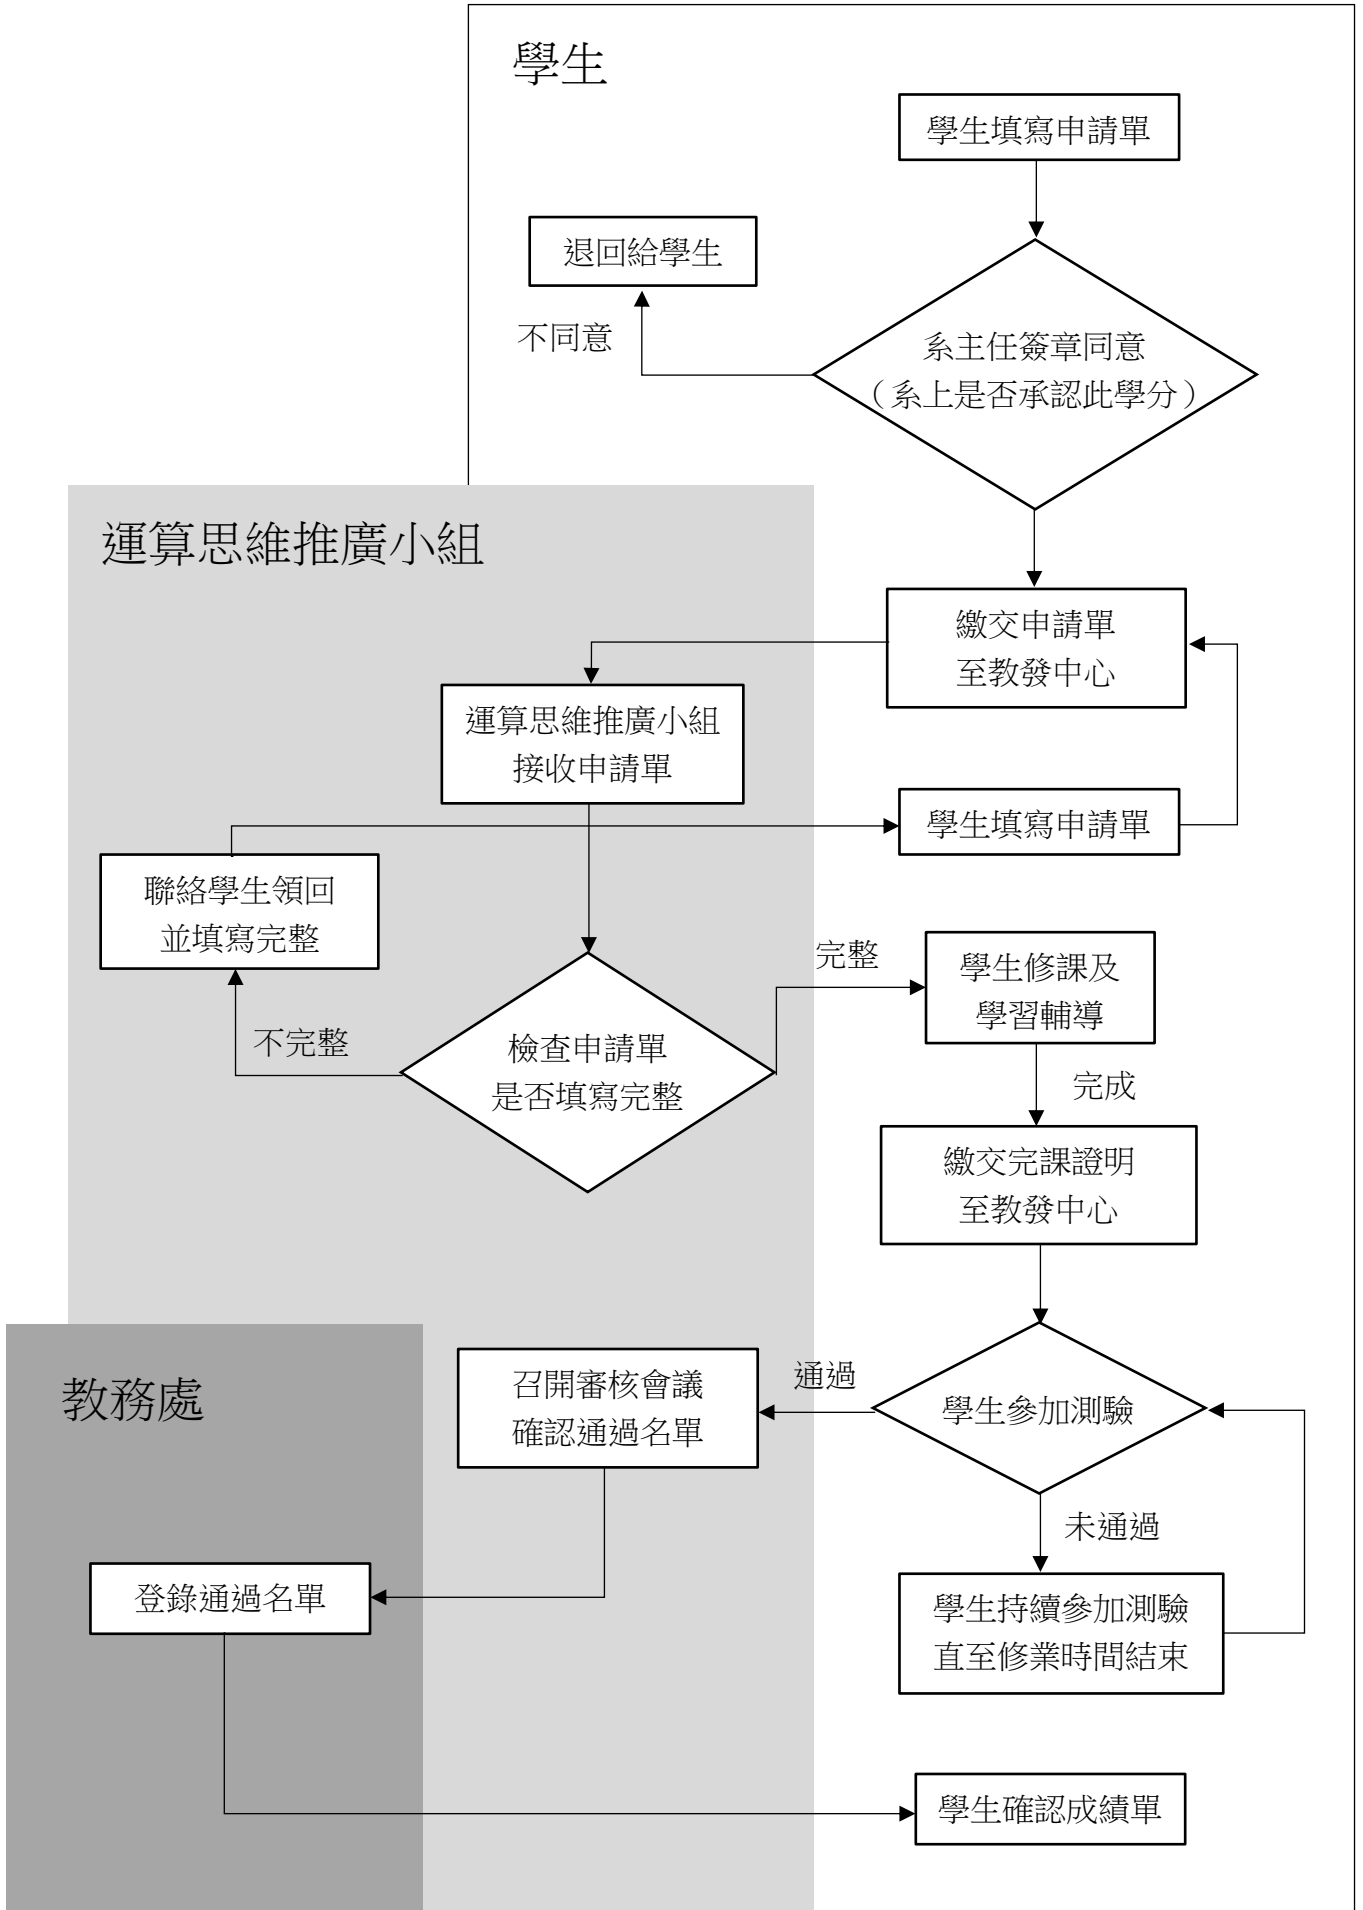 學生
學生填寫申請單
退回給學生
不同意
系主任簽章同意
（系上是否承認此學分）
運算思維推廣小組
繳交申請單
至教發中心
運算思維推廣小組
接收申請單
學生填寫申請單
聯絡學生領回
並填寫完整
完整
學生修課及
學習輔導
不完整
檢查申請單
是否填寫完整
完成
繳交完課證明
至教發中心
教務處
召開審核會議
確認通過名單
通過
學生參加測驗
未通過
登錄通過名單
學生持續參加測驗
直至修業時間結束
學生確認成績單